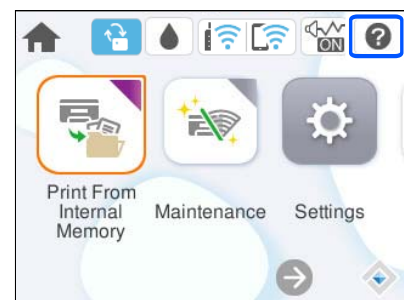 ON
?
Print From
Internal
Memory
Maintenance
Settings